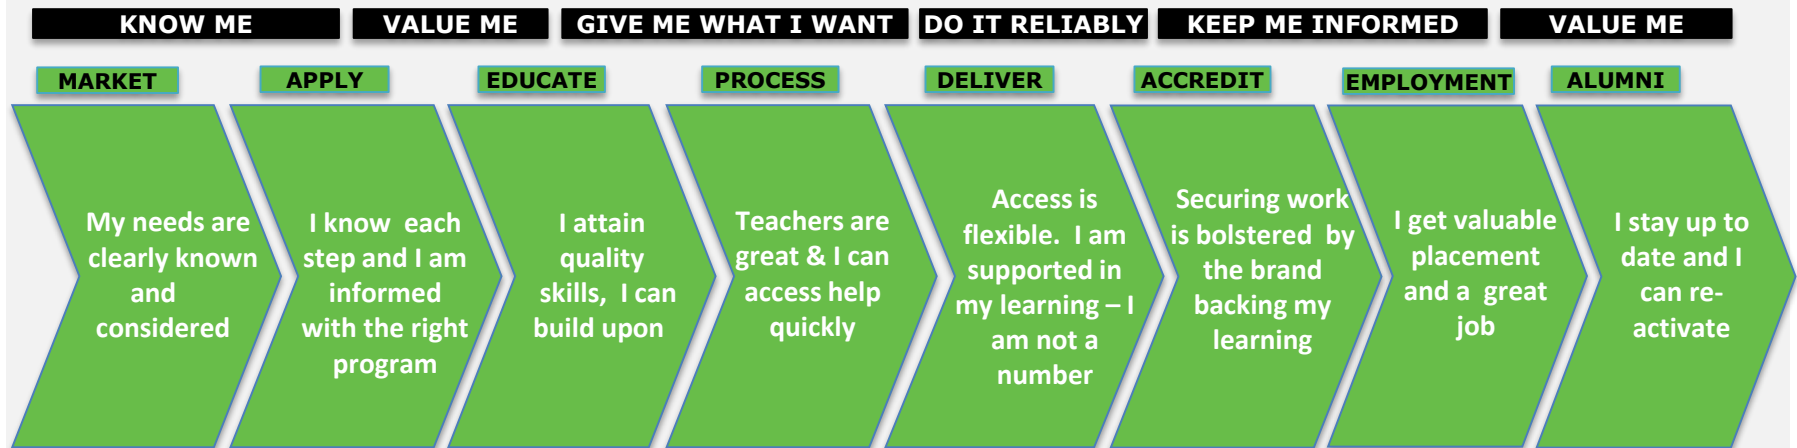 KNOW ME
VALUE ME
GIVE ME WHAT I WANT
DO IT RELIABLY
KEEP ME INFORMED
VALUE ME
MARKET
APPLY
EDUCATE
PROCESS
DELIVER
ACCREDIT
EMPLOYMENT
ALUMNI
My needs are
clearly known
and
considered
I know each
step and I am
informed
with the right
program
I attain
quality
skills, I can
build upon
Teachers are
great & I can
access help
quickly
Access is
flexible. I am
supported in
my learning – I
am not a
number
Securing work
is bolstered by
the brand
backing my
learning
I get valuable
placement
and a great
job
I stay up to
date and I
can re-
activate